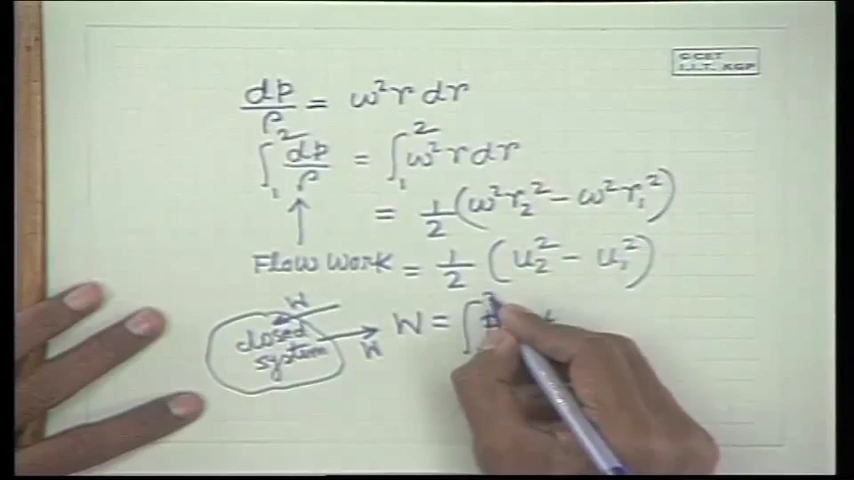 © CET
I.I.T. KGP
dp/ρ = ω²r dr
∫₁² dp/ρ = ∫₁² ω²r dr
= 1/2 (ω²r₂² - ω²r₁²)
Flow work = 1/2 (U₂² - U₁²)
W
closed system
W
W = ∫